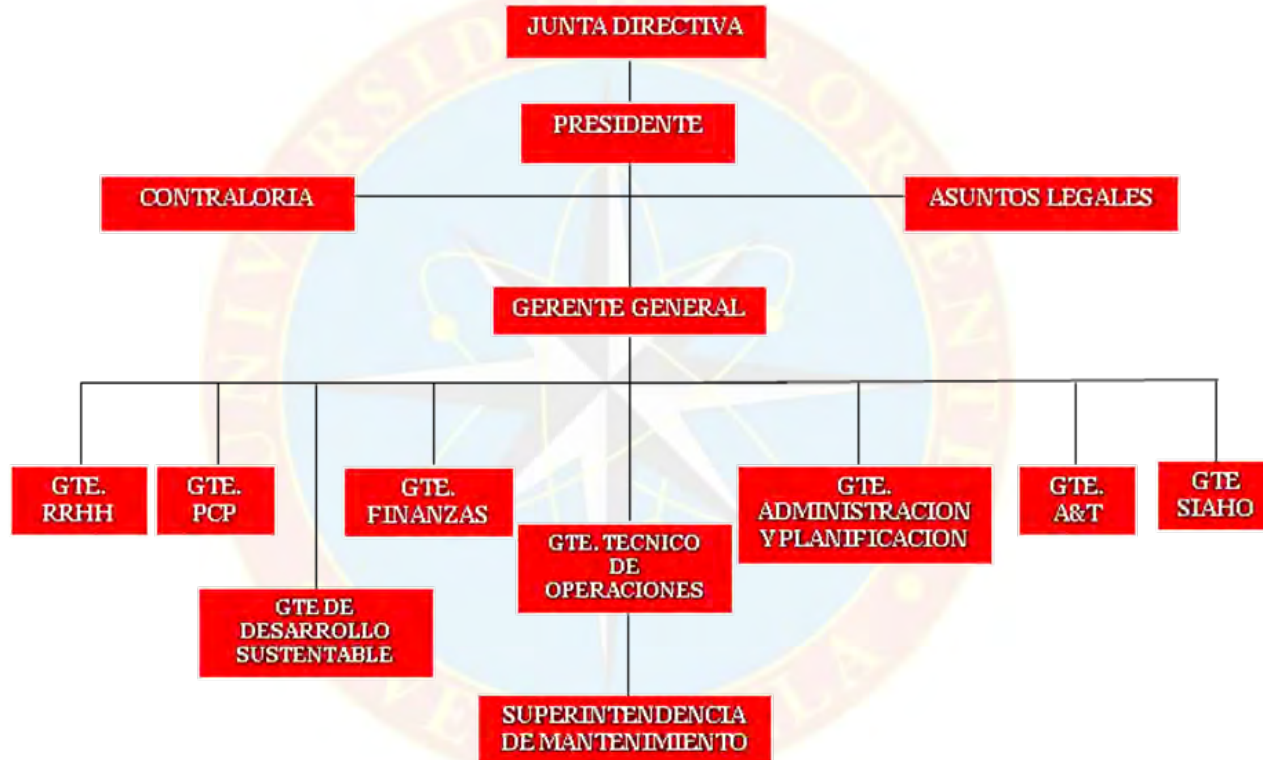 JUNTA DIRECTIVA
PRESIDENTE
CONTRALORIA
ASUNTOS LEGALES
GERENTE GENERAL
GTE.
RRHH
GTE.
PCP
GTE.
FINANZAS
GTE.
ADMINISTRACION
Y PLANIFICACION
GTE.
A&T
GTE
SIAHO
GTE. TECNICO
DE
OPERACIONES
GTE DE
DESARROLLO
SUSTENTABLE
SUPERINTENDENCIA
DE MANTENIMIENTO